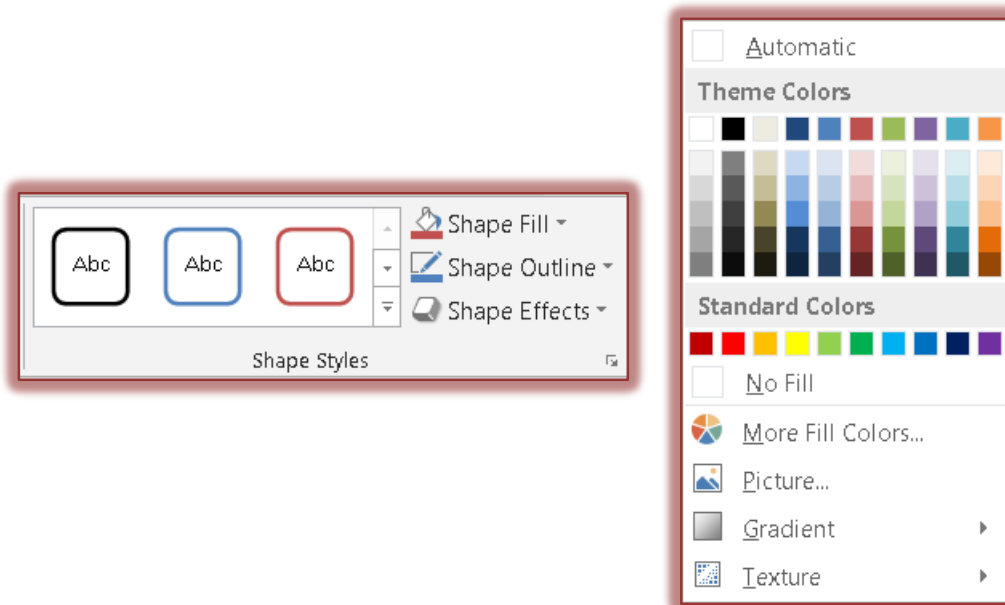 Abc Abc Abc
Shape Fill
Shape Outline
Shape Effects
Shape Styles
Automatic
Theme Colors
Standard Colors
No Fill
More Fill Colors...
Picture...
Gradient
Texture